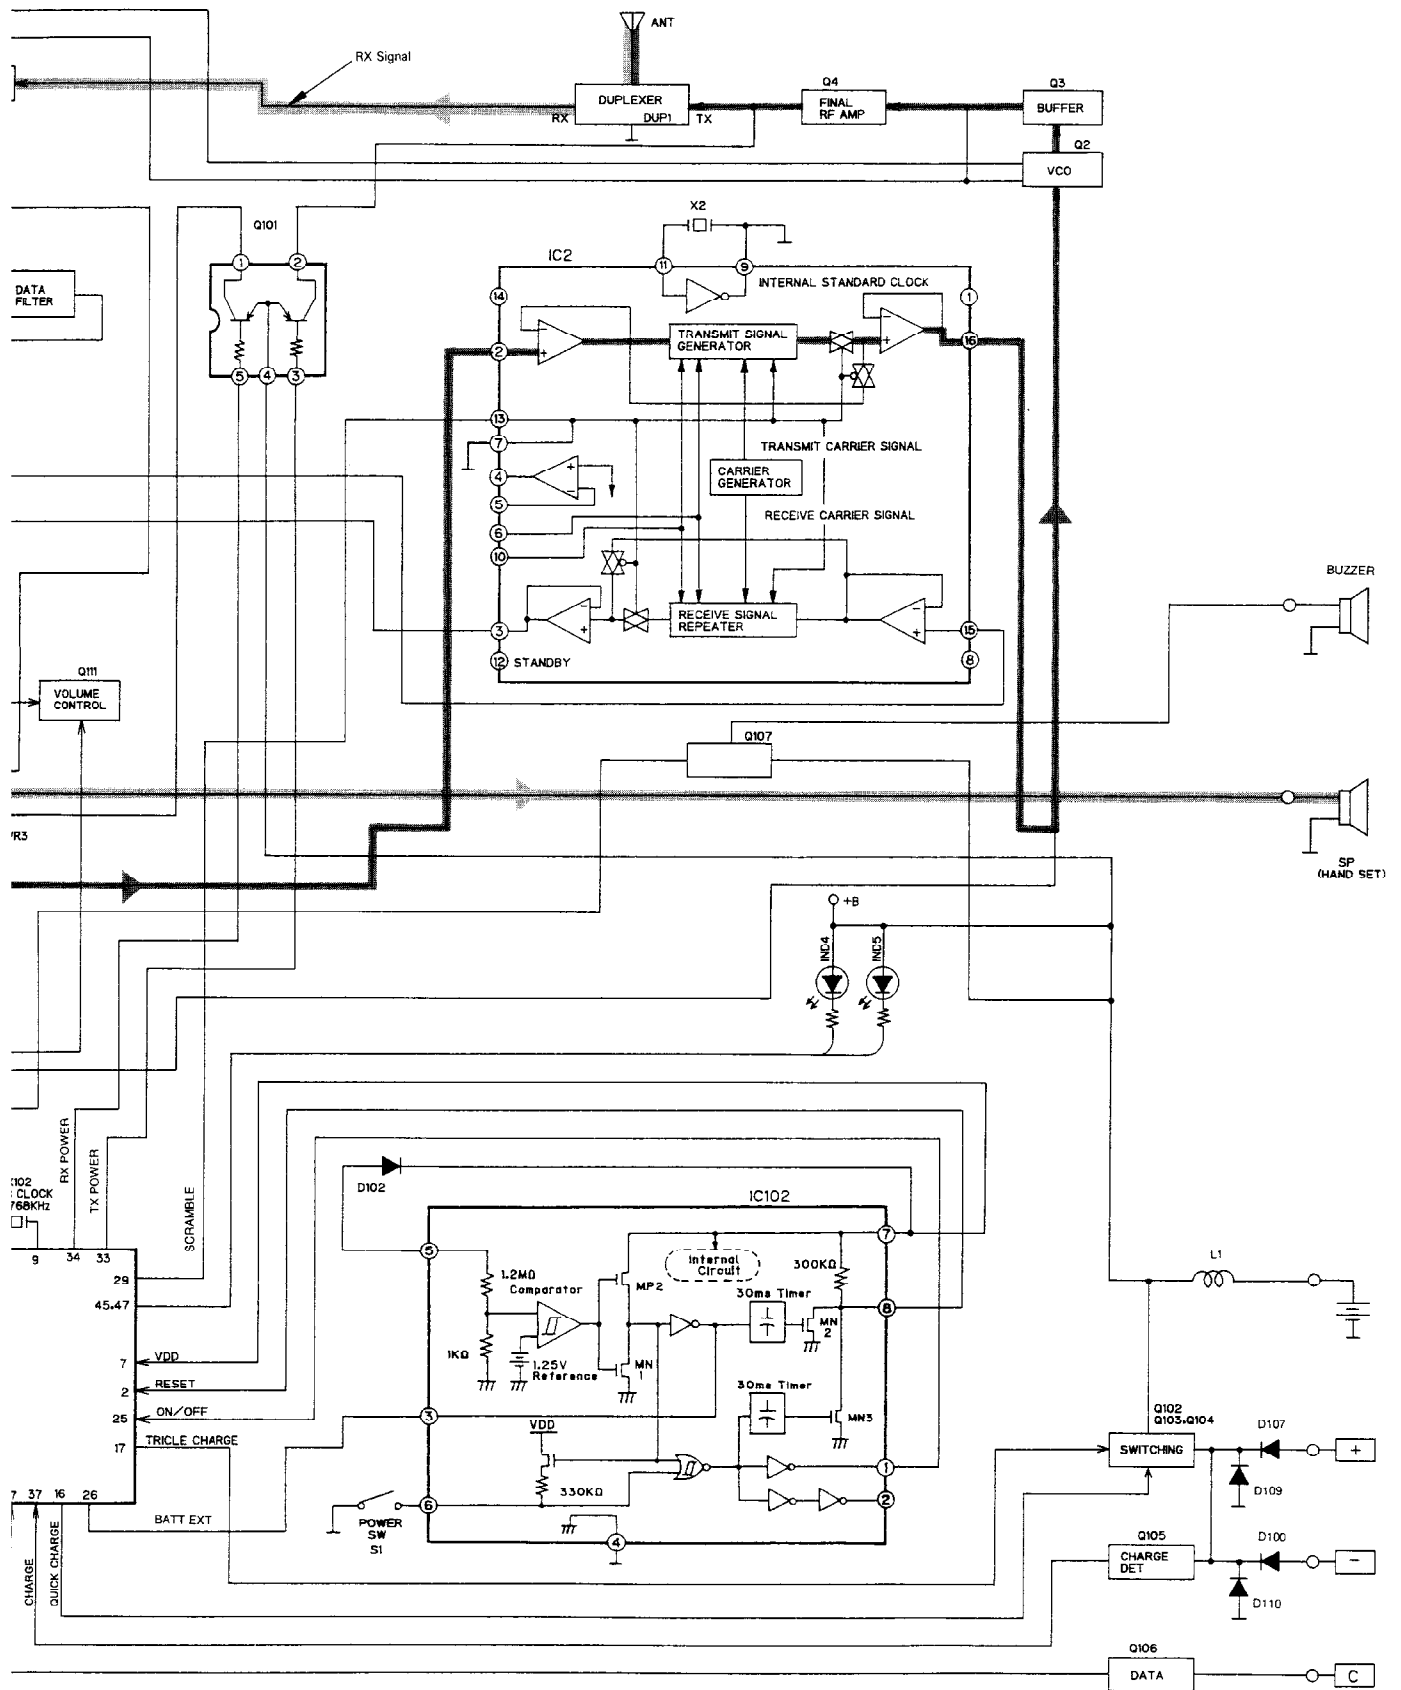 ANT
RX Signal
DUPLEXER
DUP1
RX
TX
Q4
FINAL
RF AMP
Q3
BUFFER
Q2
VCO
Q101
1
2
5
4
3
DATA
FILTER
X2
IC2
11
9
INTERNAL STANDARD CLOCK
14
1
2
-
+
TRANSMIT SIGNAL
GENERATOR
-
+
16
13
7
TRANSMIT CARRIER SIGNAL
4
+
-
CARRIER
GENERATOR
5
RECEIVE CARRIER SIGNAL
6
10
3
-
+
RECEIVE SIGNAL
REPEATER
-
+
15
12 STANDBY
8
BUZZER
Q111
VOLUME
CONTROL
Q107
VR3
SP
(HAND SET)
+B
IND4
IND5
RX POWER
TX POWER
SCRAMBLE
X102
CLOCK
768KHz
9
34
33
29
45.47
7
VDD
2
RESET
25
ON/OFF
17
TRICLE CHARGE
7
37
16
26
BATT EXT
CHARGE
QUICK CHARGE
D102
IC102
5
7
Internal
Circuit
300KΩ
1.2MΩ
Comparator
MP2
30ms Timer
8
MN
2
1KΩ
1.25V
Reference
MN
1
30ms Timer
MN3
3
VDD
330KΩ
1
2
6
4
POWER
SW
S1
L1
Q102
Q103.Q104
SWITCHING
D107
+
D109
Q105
CHARGE
DET
D100
-
D110
Q106
DATA
C